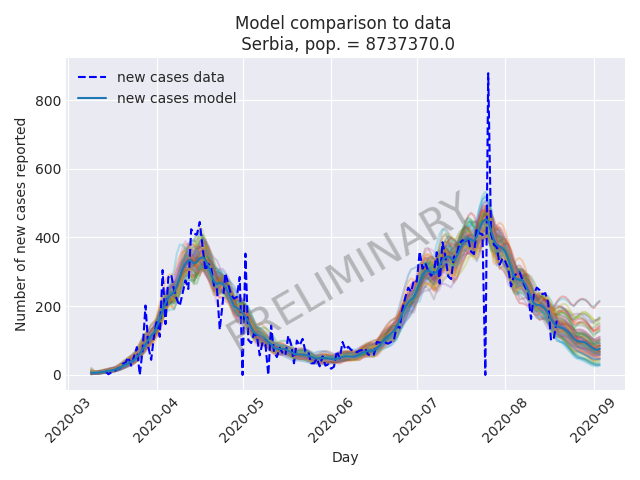 Model comparison to data
Serbia, pop. = 8737370.0
new cases data
new cases model
Number of new cases reported
800
600
400
200
0
PRELIMINARY
2020-03
2020-04
2020-05
2020-06
2020-07
2020-08
2020-09
Day